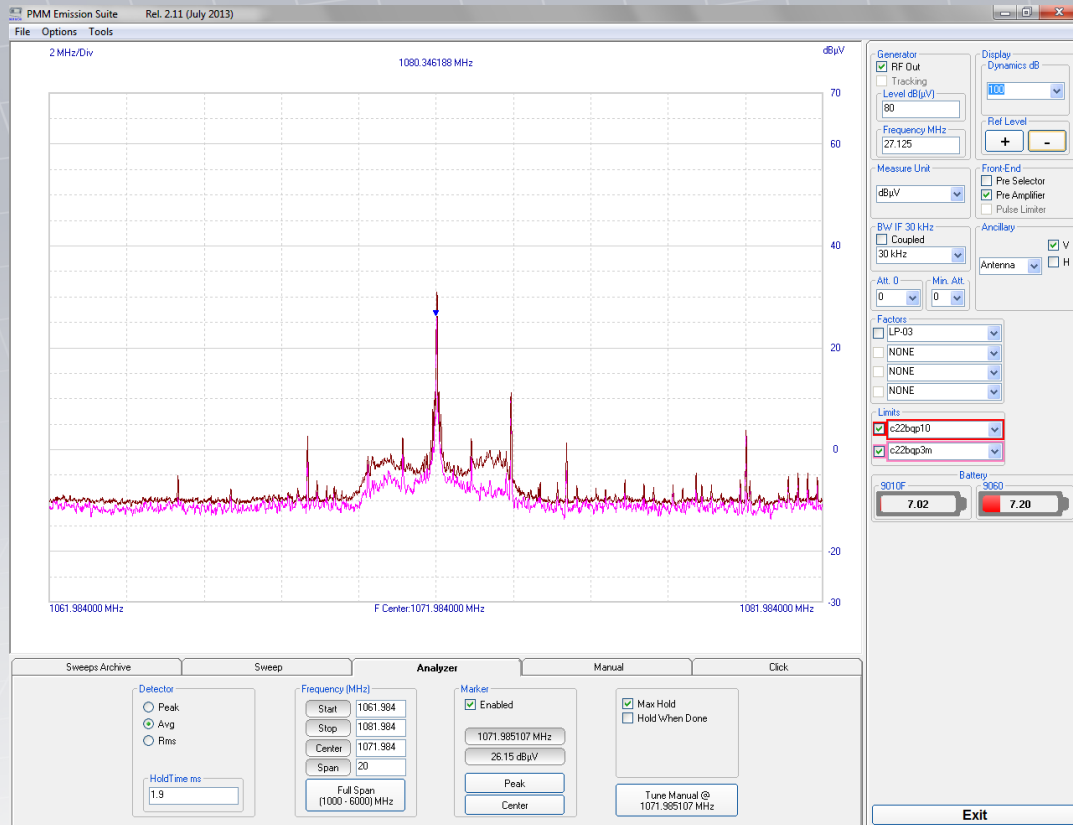 PMM Emission Suite Rel. 2.11 (July 2013)
File Options Tools
2 MHz/Div
1080.346188 MHz
dBµV
70
60
40
20
0
-20
-30
1061.984000 MHz
F Center:1071.984000 MHz
1081.984000 MHz
Generator
RF Out
Tracking
Level dB(µV)
80
Frequency MHz
27.125
Display
Dynamics dB
100
Ref Level
+
-
Measure Unit
dBµV
Front-End
Pre Selector
Pre Amplifier
Pulse Limiter
BW IF 30 kHz
Coupled
30 kHz
Ancillary
V
Antenna
H
Att. 0
0
Min. Att.
0
Factors
LP-03
NONE
NONE
NONE
Limits
c22bqp10
c22bqp3m
Battery
9010F
7.02
9060
7.20
Sweeps Archive
Sweep
Analyzer
Manual
Click
Detector
Peak
Avg
Rms
HoldTime ms
1.9
Frequency (MHz)
Start 1061.984
Stop 1081.984
Center 1071.984
Span 20
Full Span
(1000 - 6000) MHz
Marker
Enabled
1071.985107 MHz
26.15 dBµV
Peak
Center
Max Hold
Hold When Done
Tune Manual @
1071.985107 MHz
Exit